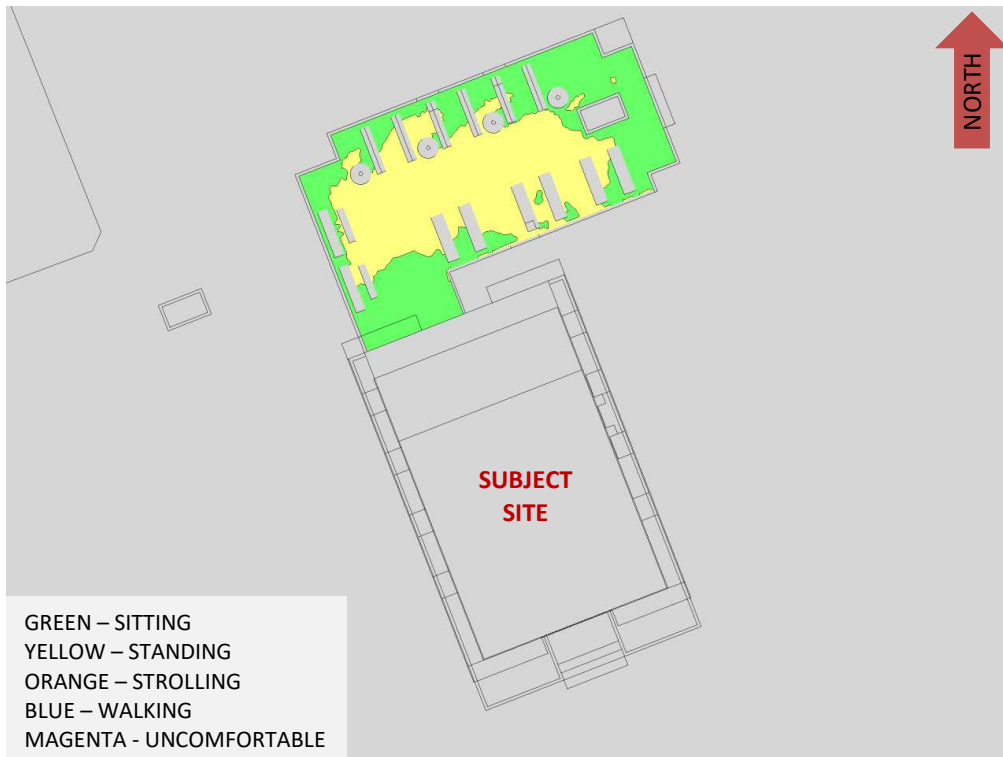 NORTH
SUBJECT
SITE
GREEN – SITTING
YELLOW – STANDING
ORANGE – STROLLING
BLUE – WALKING
MAGENTA - UNCOMFORTABLE